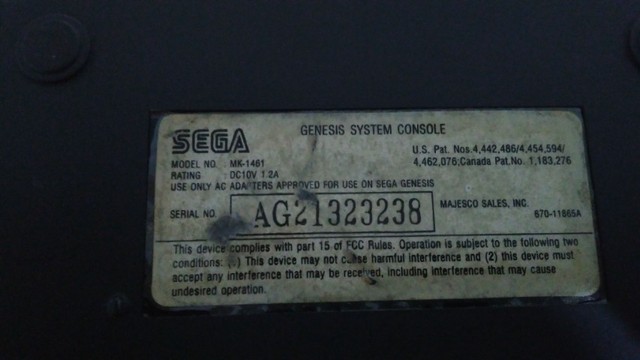 SEGA
GENESIS SYSTEM CONSOLE
MODEL NO. : MK-1461
RATING : DC10V 1.2A
U.S. Pat. Nos.4,442,486/4,454,594/
4,462,076;Canada Pat.No. 1,183,276
USE ONLY AC ADAPTERS APPROVED FOR USE ON SEGA GENESIS
SERIAL NO. AG21323238
MAJESCO SALES, INC.
670-11865A
This device complies with part 15 of FCC Rules. Operation is subject to the following two
conditions: (1) This device may not cause harmful interference and (2) this device must
accept any interference that may be received, including interference that may cause
undesired operation.